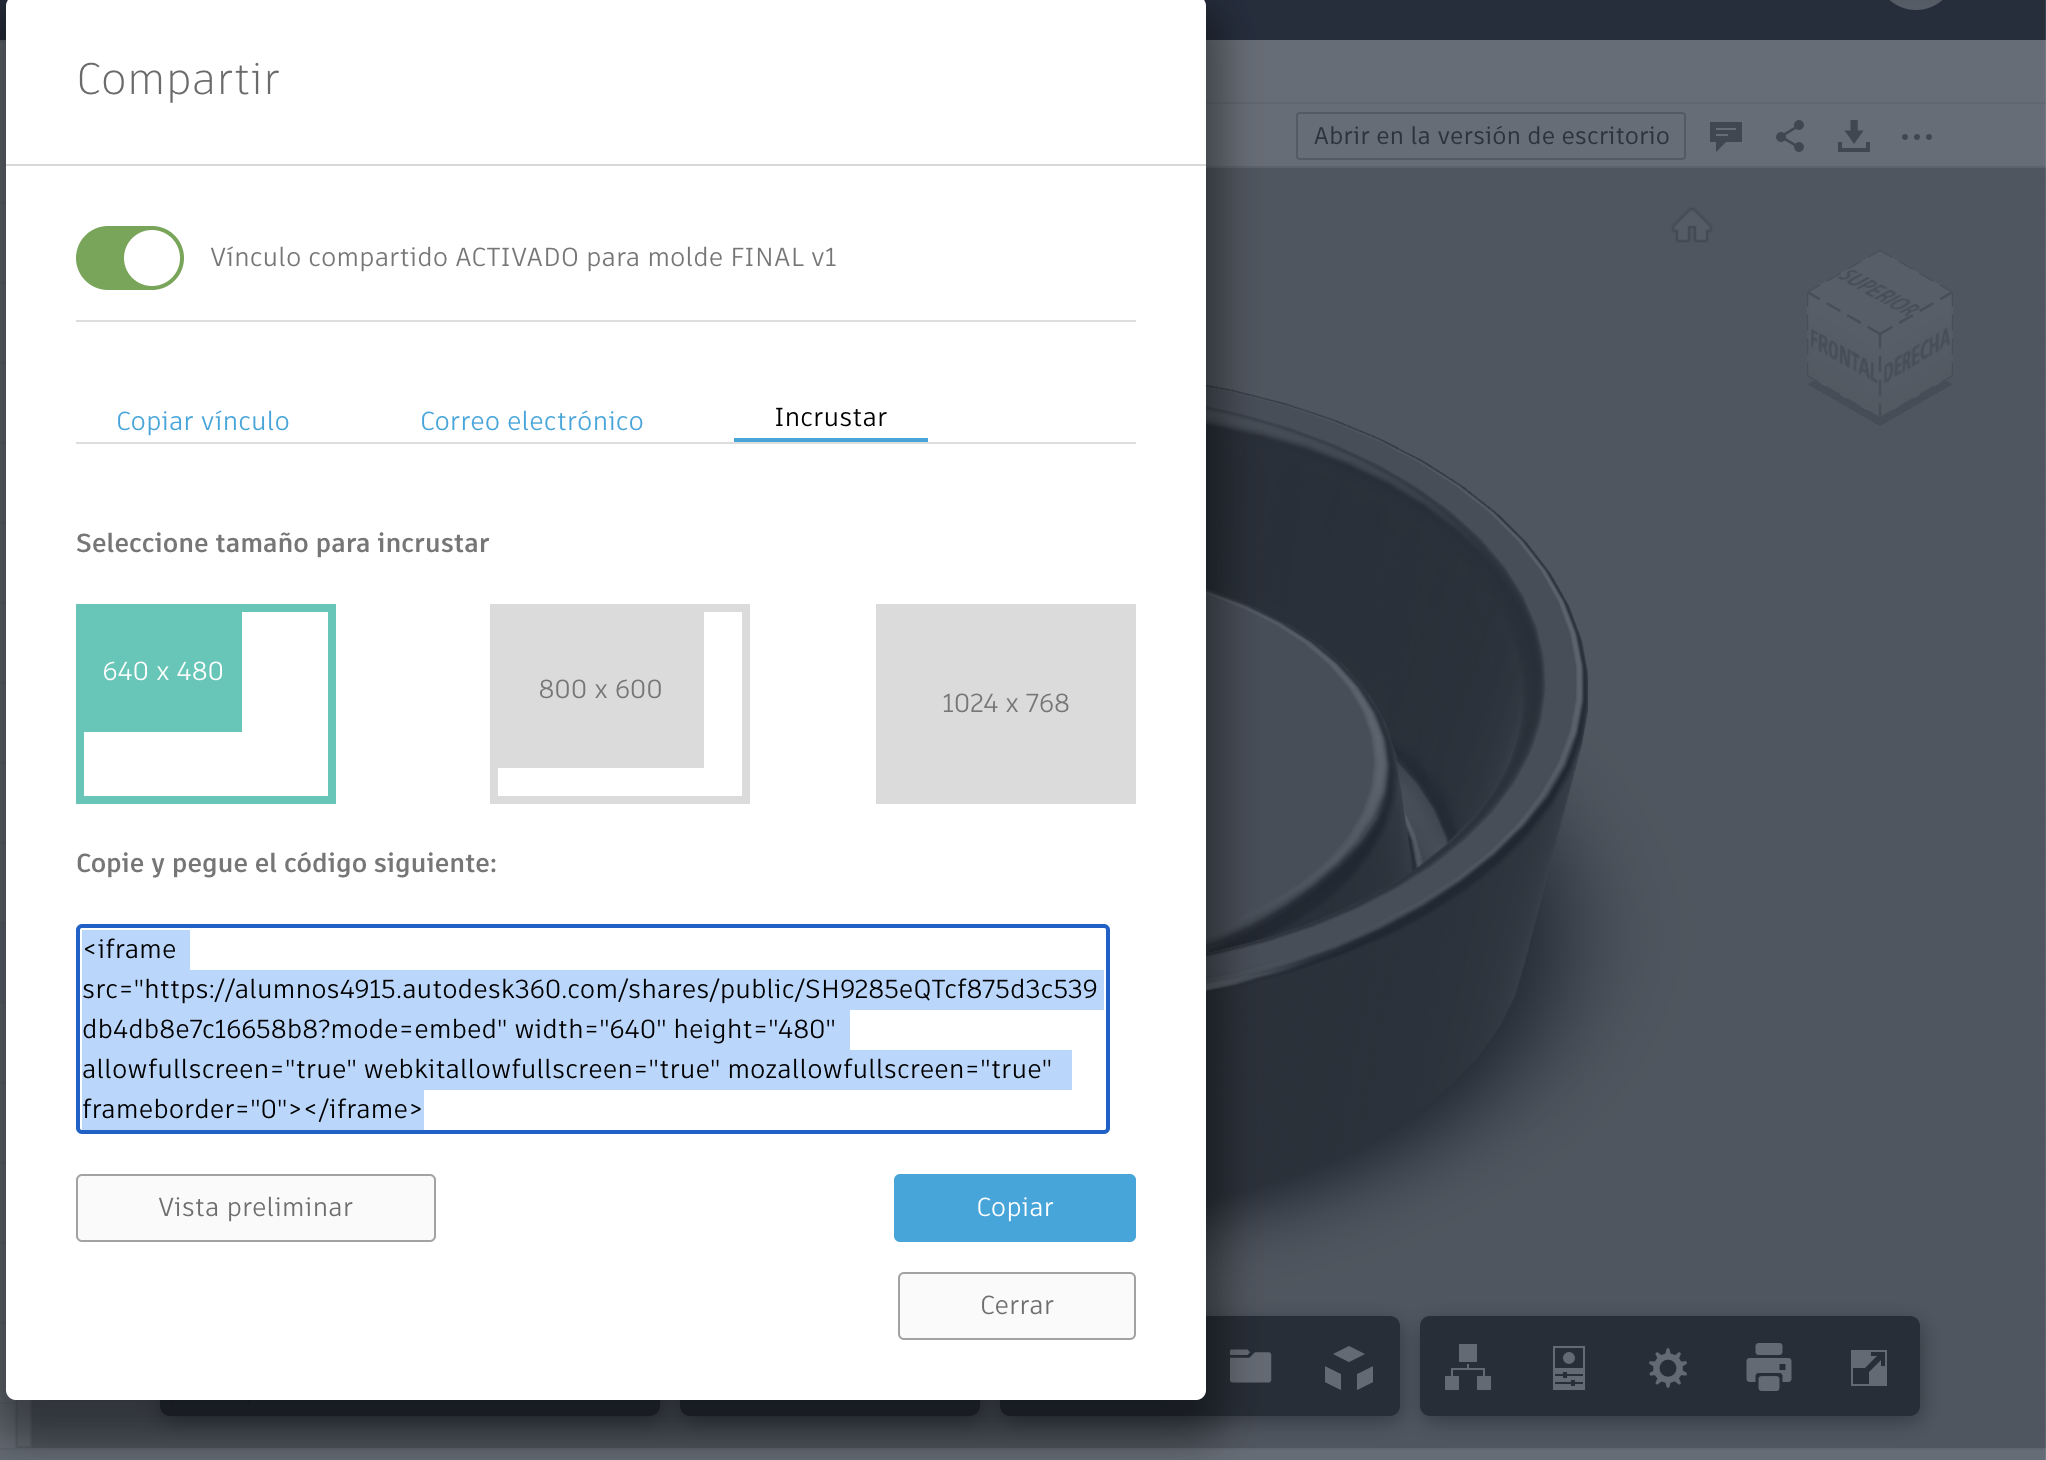 Compartir
Abrir en la versión de escritorio
Vínculo compartido ACTIVADO para molde FINAL v1
SUPERIOR
FRONTAL
DERECHA
Copiar vínculo
Correo electrónico
Incrustar
Seleccione tamaño para incrustar
640 x 480
800 x 600
1024 x 768
Copie y pegue el código siguiente:
<iframe
src="https://alumnos4915.autodesk360.com/shares/public/SH9285eQTcf875d3c539
db4db8e7c16658b8?mode=embed" width="640" height="480"
allowfullscreen="true" webkitallowfullscreen="true" mozallowfullscreen="true"
frameborder="0"></iframe>
Vista preliminar
Copiar
Cerrar